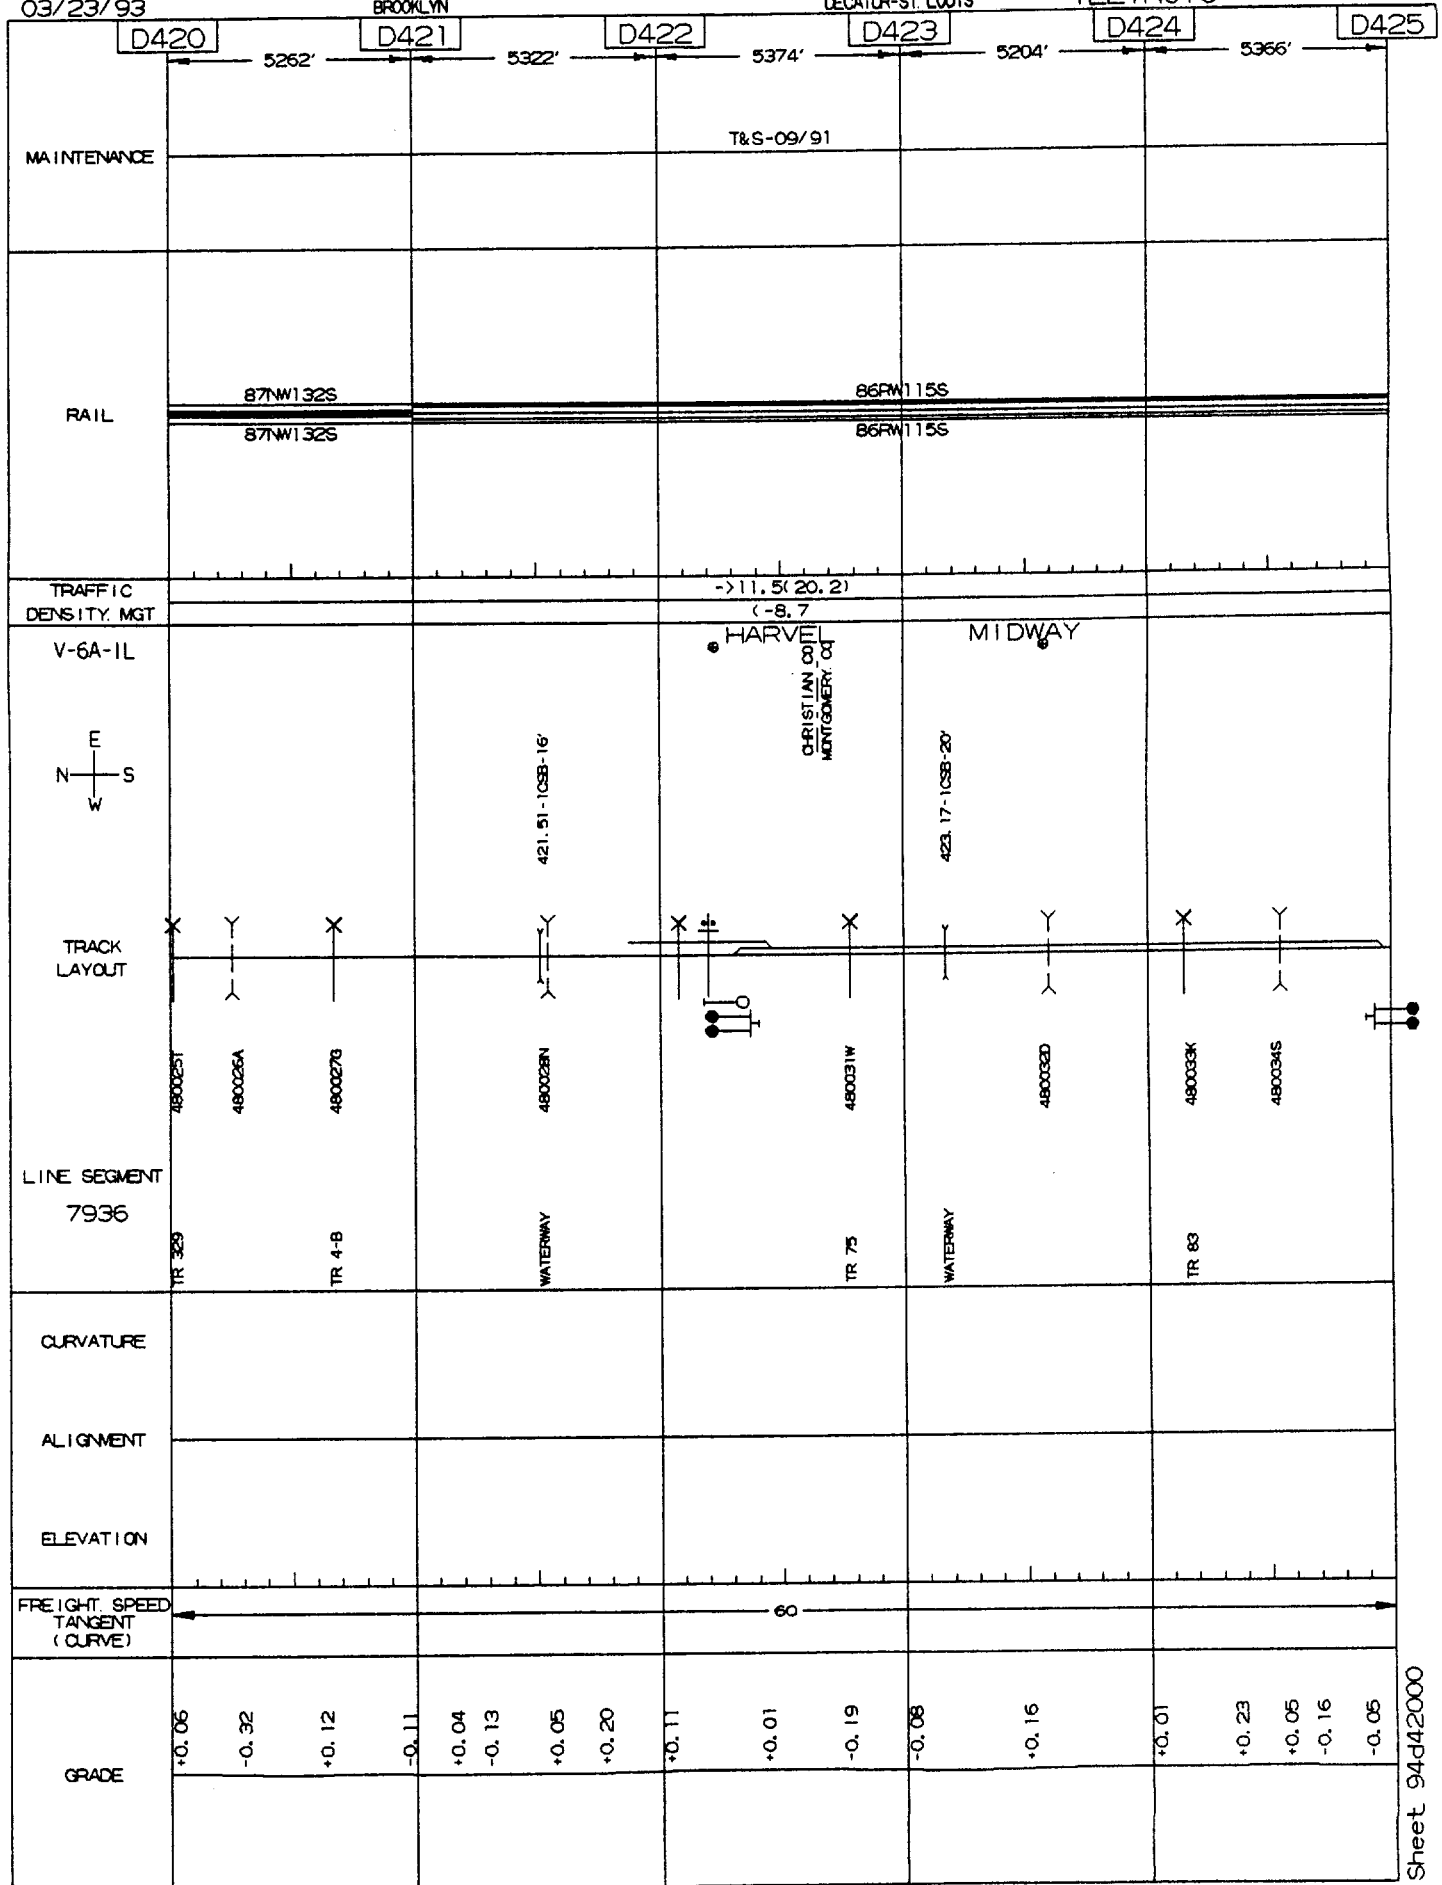 03/23/93
BROOKLYN
DECATUR-ST. LOUIS
D420
D421
D422
D423
D424
D425
5262'
5322'
5374'
5204'
5366'
MAINTENANCE
T&S-09/91
RAIL
87NW132S
86RW115S
87NW132S
86RW115S
TRAFFIC
DENSITY. MGT
->11.5(20.2)
(-8.7
V-6A-IL
HARVEL
MIDWAY
CHRISTIAN CO
MONTGOMERY. CO
E
N
S
W
421.51-1CSB-16'
423.17-1CSB-20'
TRACK
LAYOUT
480025T
480026A
480027G
480028N
480031W
480032D
480033K
480034S
LINE SEGMENT
7936
TR 329
TR 4-B
WATERWAY
TR 75
WATERWAY
TR 83
CURVATURE
ALIGNMENT
ELEVATION
FREIGHT. SPEED
TANGENT
(CURVE)
60
GRADE
+0.06
-0.32
+0.12
-0.11
+0.04
-0.13
+0.05
+0.20
+0.11
+0.01
-0.19
-0.08
+0.16
+0.01
+0.23
+0.05
-0.16
-0.05
Sheet 94d42000